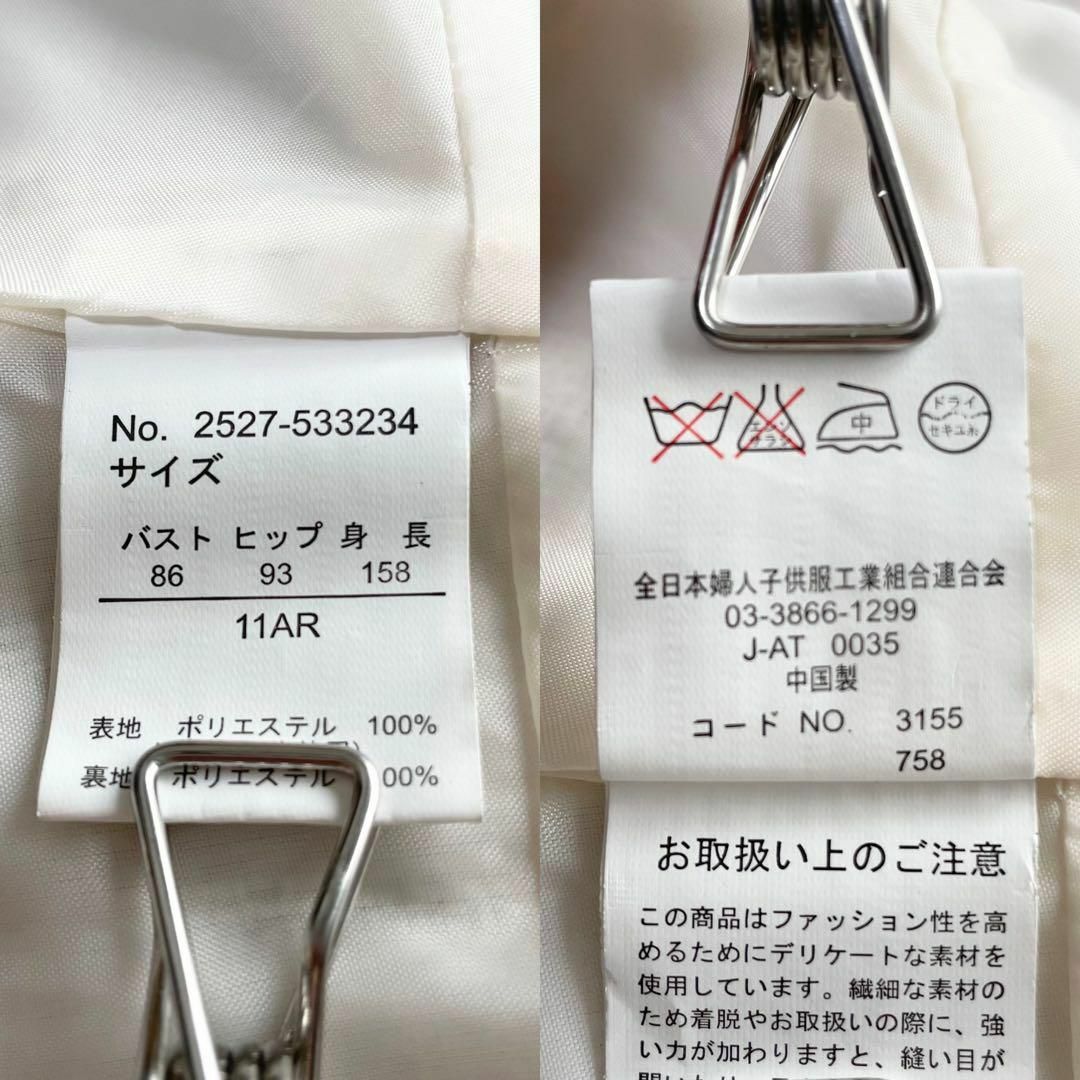 No. 2527-533234
サイズ
バスト ヒップ 身 長
86 93 158
11AR
表地 ポリエステル 100%
裏地 ポリエステル 00%
エンソ
サラシ
中
ドライ
セキユ系
全日本婦人子供服工業組合連合会
03-3866-1299
J-AT 0035
中国製
コード NO. 3155
758
お取扱い上のご注意
この商品はファッション性を高
めるためにデリケートな素材を
使用しています。繊細な素材の
ため着脱やお取扱いの際に、強
い力が加わりますと、縫い目が